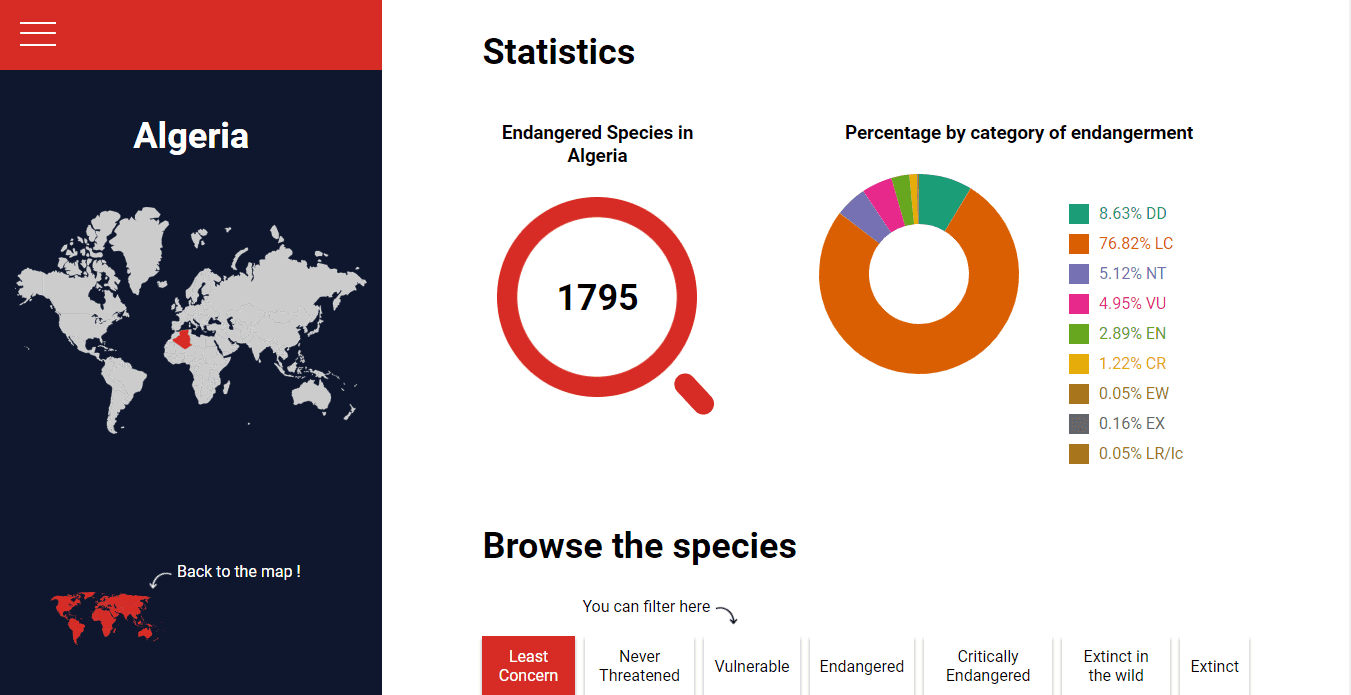 Algeria
Back to the map !
Statistics
Endangered Species in
Algeria
1795
Percentage by category of endangerment
8.63% DD
76.82% LC
5.12% NT
4.95% VU
2.89% EN
1.22% CR
0.05% EW
0.16% EX
0.05% LR/lc
Browse the species
You can filter here
Least
Concern
Never
Threatened
Vulnerable
Endangered
Critically
Endangered
Extinct in
the wild
Extinct